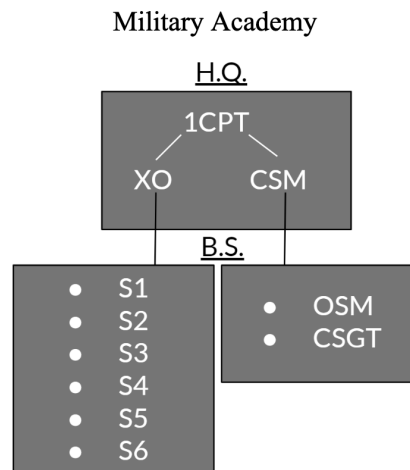 Military Academy
H.Q.
1CPT
XO CSM
B.S.
S1
S2
S3
S4
S5
S6
OSM
CSGT